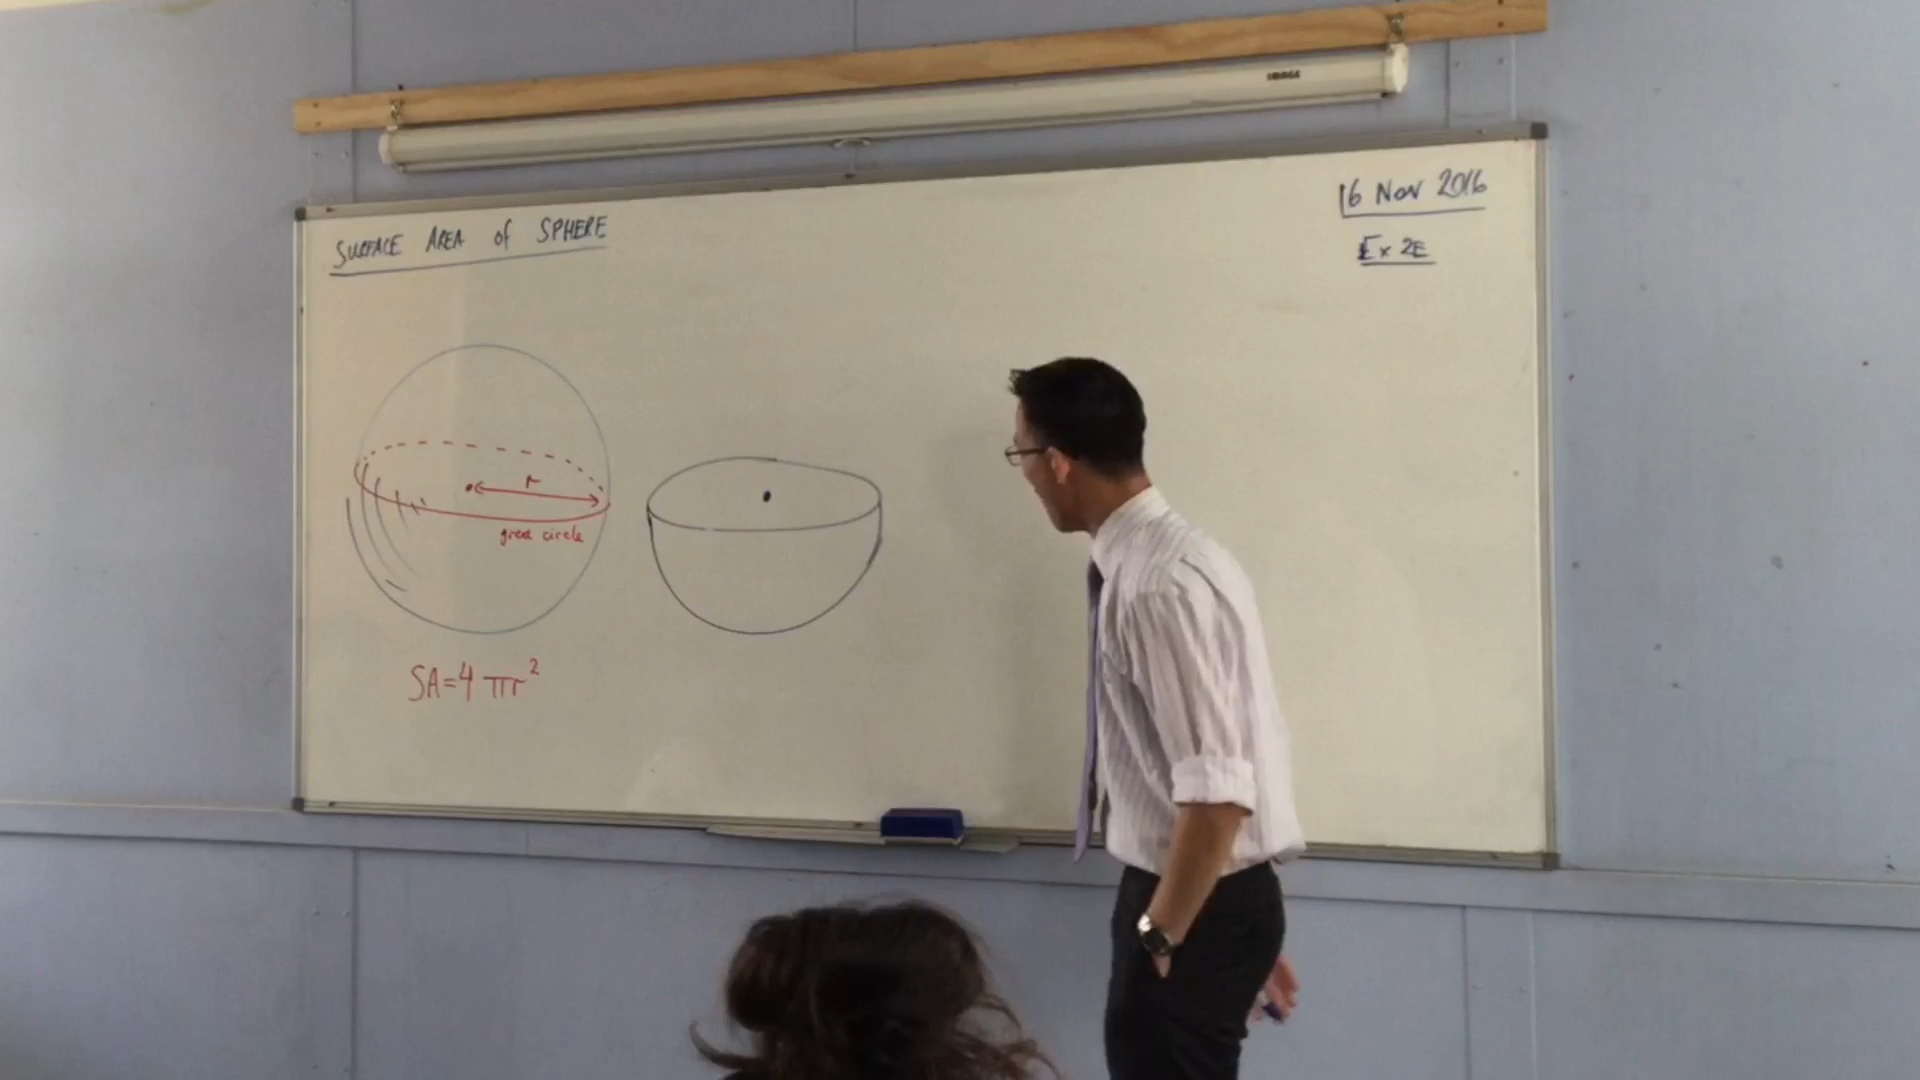 SURFACE AREA of SPHERE
16 Nov 2016
Ex 2E
r
great circle
SA=4πr²